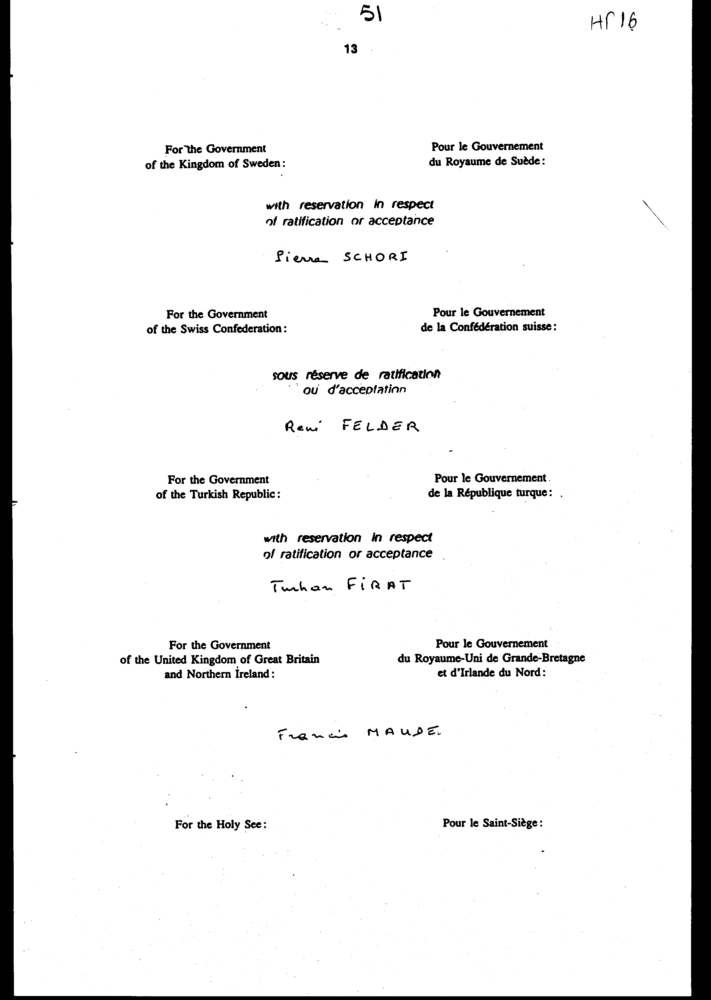 51
13
For the Government
of the Kingdom of Sweden:
Pour le Gouvernement
du Royaume de Suède:
with reservation in respect
of ratification or acceptance
Pierre SCHORI
For the Government
of the Swiss Confederation:
Pour le Gouvernement
de la Confédération suisse:
sous réserve de ratification
ou d'acceptation
René FELDER
For the Government
of the Turkish Republic:
Pour le Gouvernement
de la République turque:
with reservation in respect
of ratification or acceptance
Turhan FİRAT
For the Government
of the United Kingdom of Great Britain
and Northern Ireland:
Pour le Gouvernement
du Royaume-Uni de Grande-Bretagne
et d'Irlande du Nord:
Francis MAUDE
For the Holy See:
Pour le Saint-Siège: